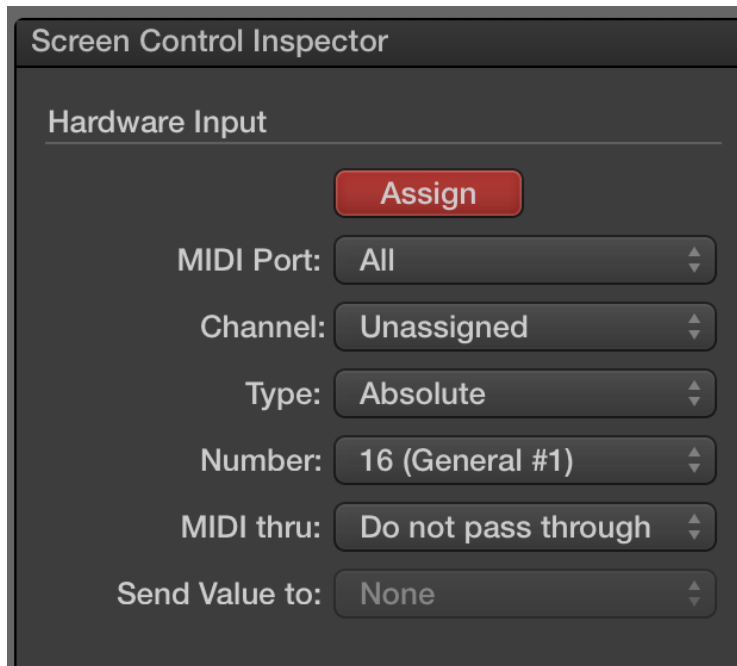 Screen Control Inspector
Hardware Input
Assign
MIDI Port: All
Channel: Unassigned
Type: Absolute
Number: 16 (General #1)
MIDI thru: Do not pass through
Send Value to: None